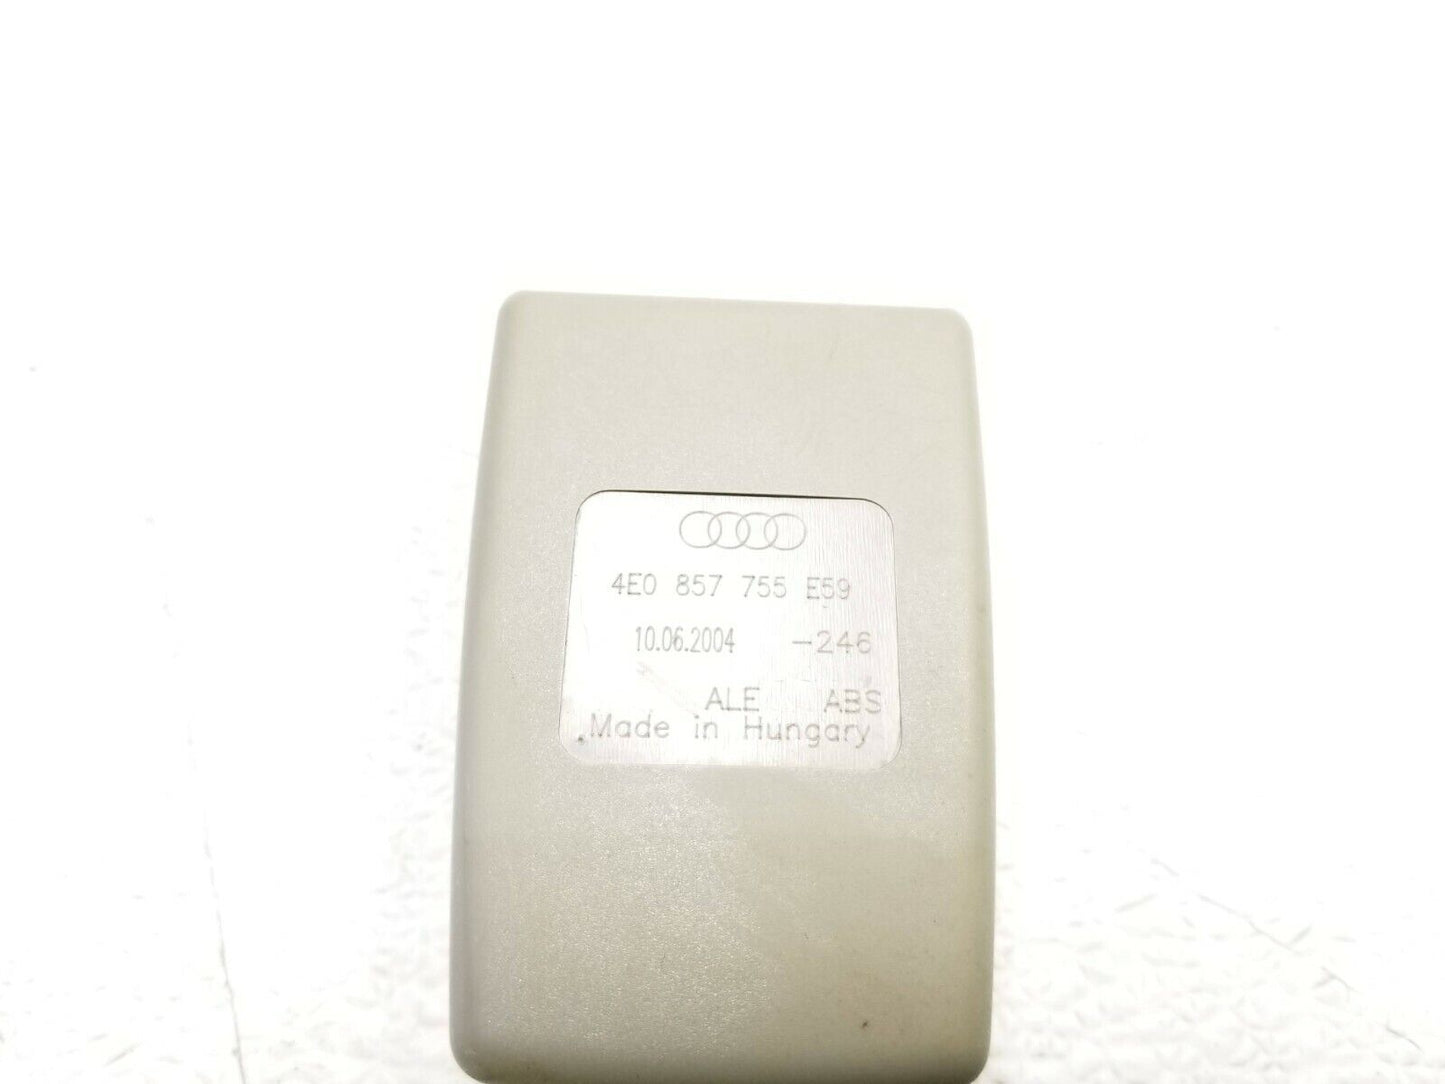 4E0 857 755 E59
10.06.2004 -246
ALE ABS
Made in Hungary